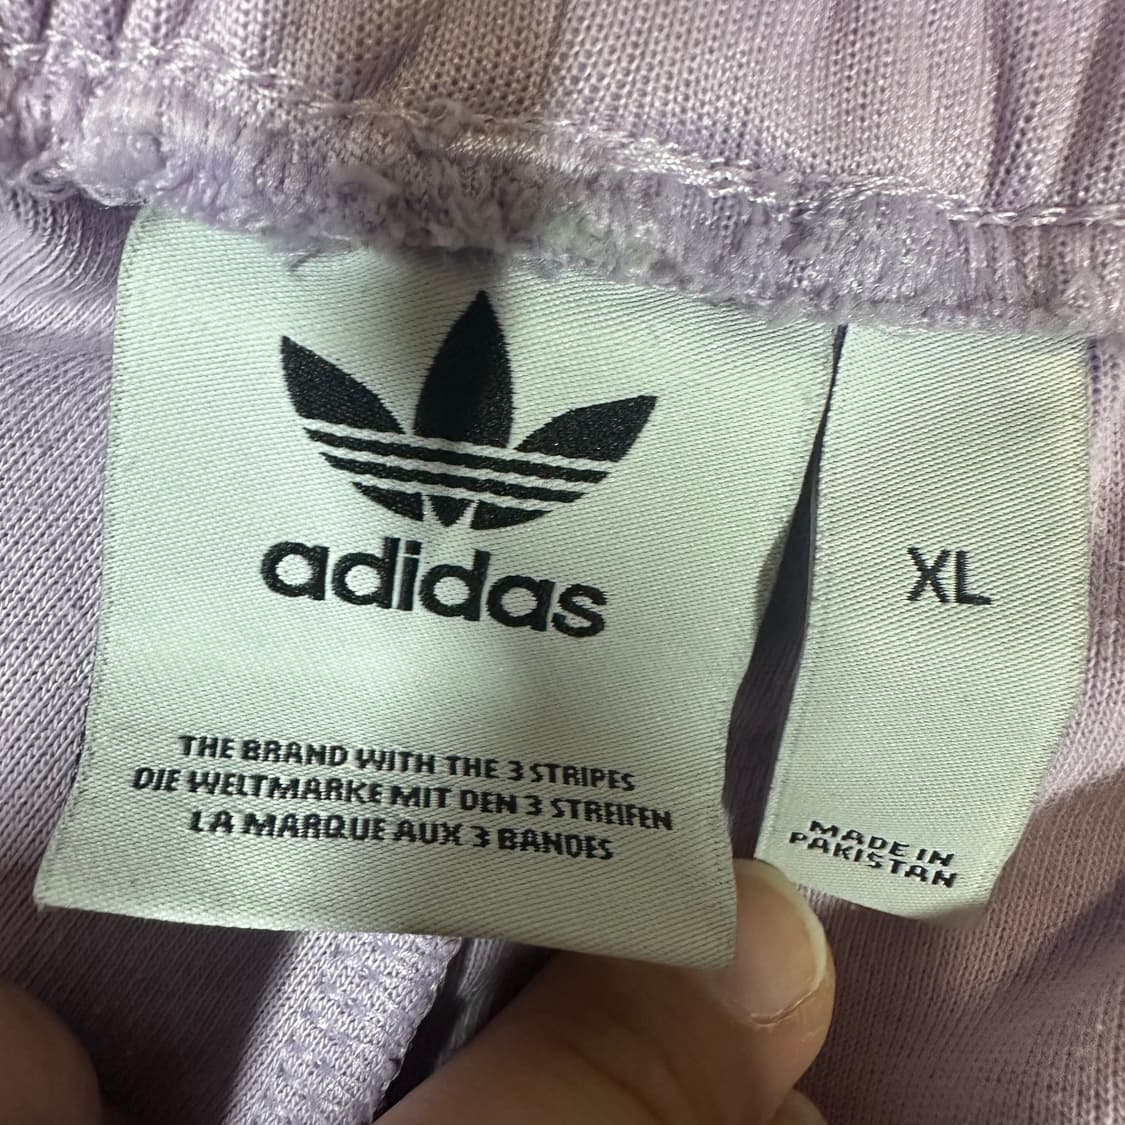 adidas
THE BRAND WITH THE 3 STRIPES
DIE WELTMARKE MIT DEN 3 STREIFEN
LA MARQUE AUX 3 BANDES
XL
MADE IN
PAKISTAN